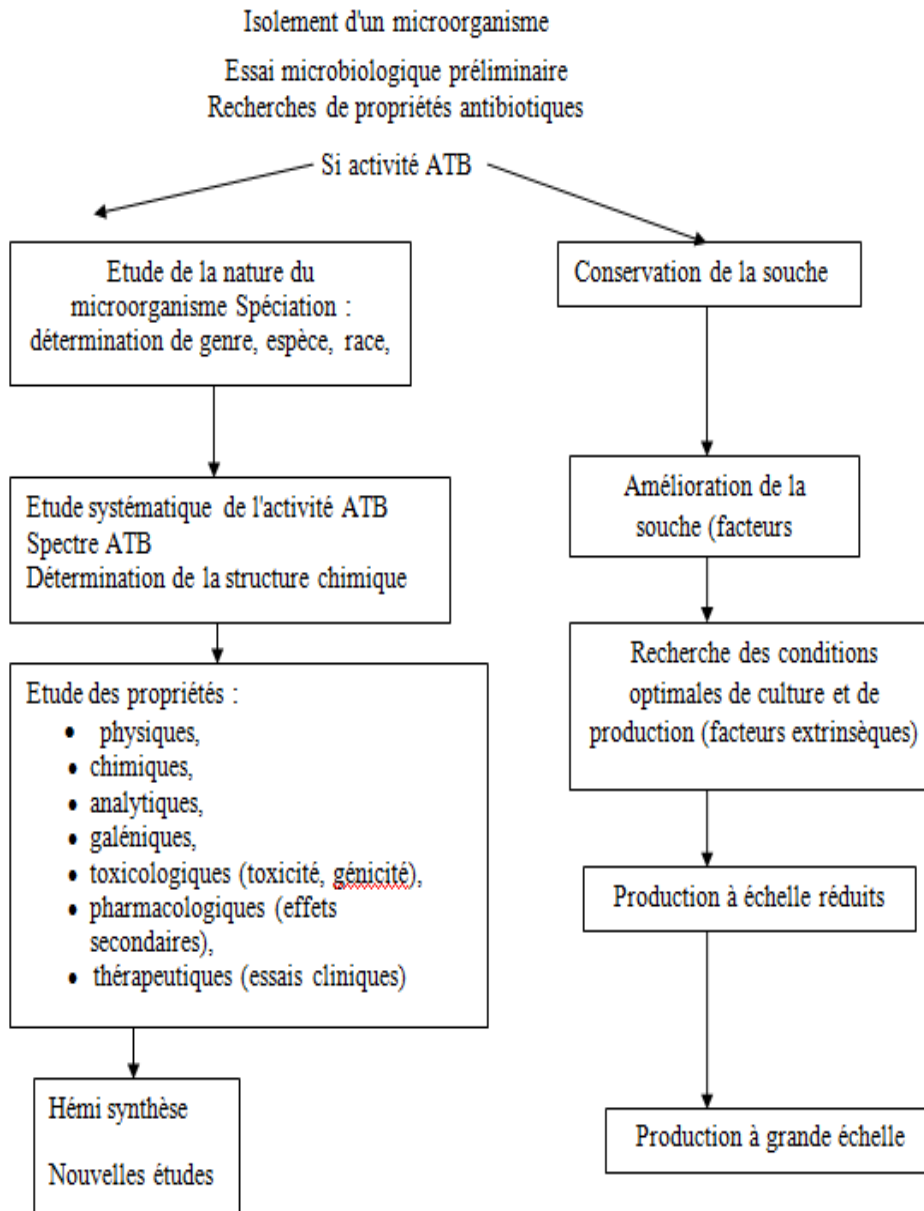 Isolement d'un microorganisme
Essai microbiologique préliminaire
Recherches de propriétés antibiotiques
Si activité ATB
Etude de la nature du
microorganisme Spéciation :
détermination de genre, espèce, race,
Etude systématique de l'activité ATB
Spectre ATB
Détermination de la structure chimique
Etude des propriétés :
• physiques,
• chimiques,
• analytiques,
• galéniques,
• toxicologiques (toxicité, génicité),
• pharmacologiques (effets
secondaires),
• thérapeutiques (essais cliniques)
Hémi synthèse
Nouvelles études
Conservation de la souche
Amélioration de la
souche (facteurs
Recherche des conditions
optimales de culture et de
production (facteurs extrinsèques)
Production à échelle réduits
Production à grande échelle